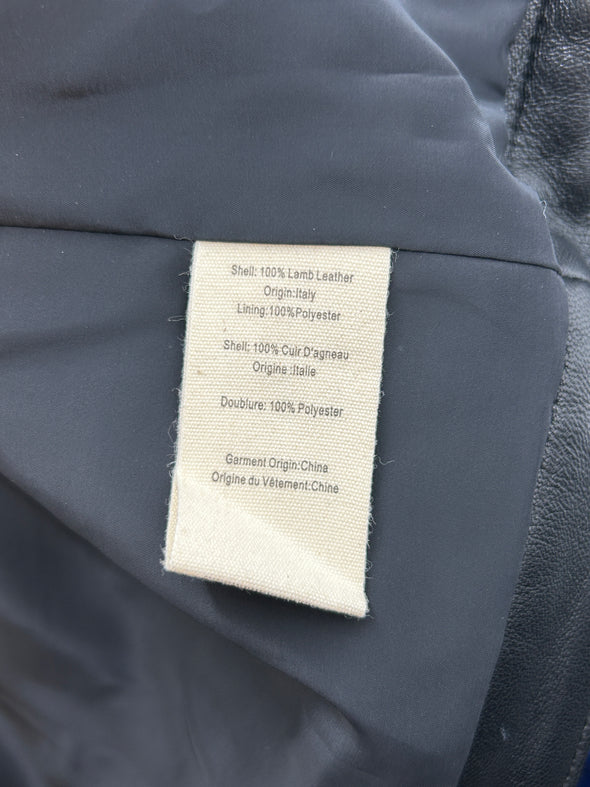 Shell: 100% Lamb Leather
Origin:Italy
Lining:100%Polyester
Shell: 100% Cuir D'agneau
Origine :Italie
Doublure: 100% Polyester
Garment Origin:China
Origine du Vêtement:Chine